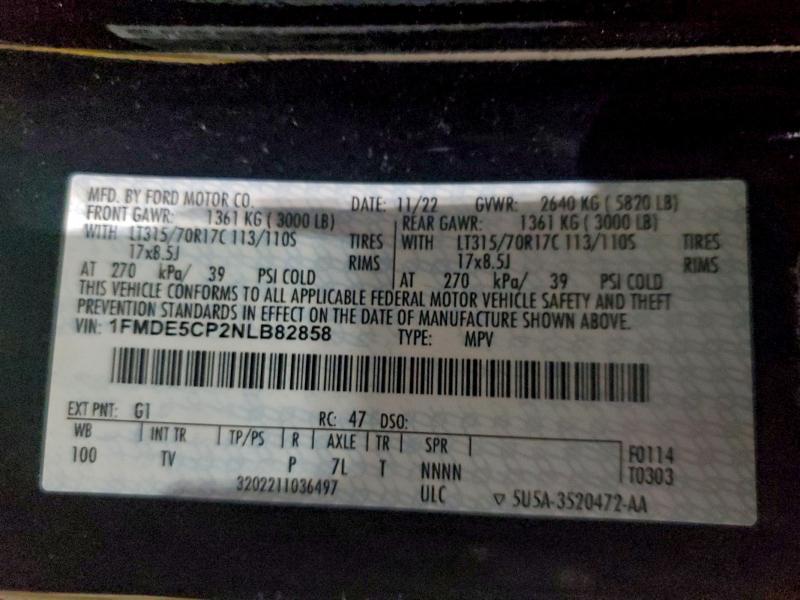 MFD. BY FORD MOTOR CO. DATE: 11/22 GVWR: 2640 KG ( 5820 LB)
FRONT GAWR: 1361 KG ( 3000 LB) REAR GAWR: 1361 KG ( 3000 LB)
WITH LT315/70R17C 113/110S TIRES WITH LT315/70R17C 113/110S TIRES
17x8.5J RIMS 17x8.5J RIMS
AT 270 kPa/ 39 PSI COLD AT 270 kPa/ 39 PSI COLD
THIS VEHICLE CONFORMS TO ALL APPLICABLE FEDERAL MOTOR VEHICLE SAFETY AND THEFT
PREVENTION STANDARDS IN EFFECT ON THE DATE OF MANUFACTURE SHOWN ABOVE.
VIN: 1FMDE5CP2NLB82858 TYPE: MPV
EXT PNT: G1 RC: 47 DSO:
WB INT TR TP/PS R AXLE TR SPR F0114
100 TV P 7L T NNNN T0303
3202211036497 ULC ▽ 5U5A-3520472-AA